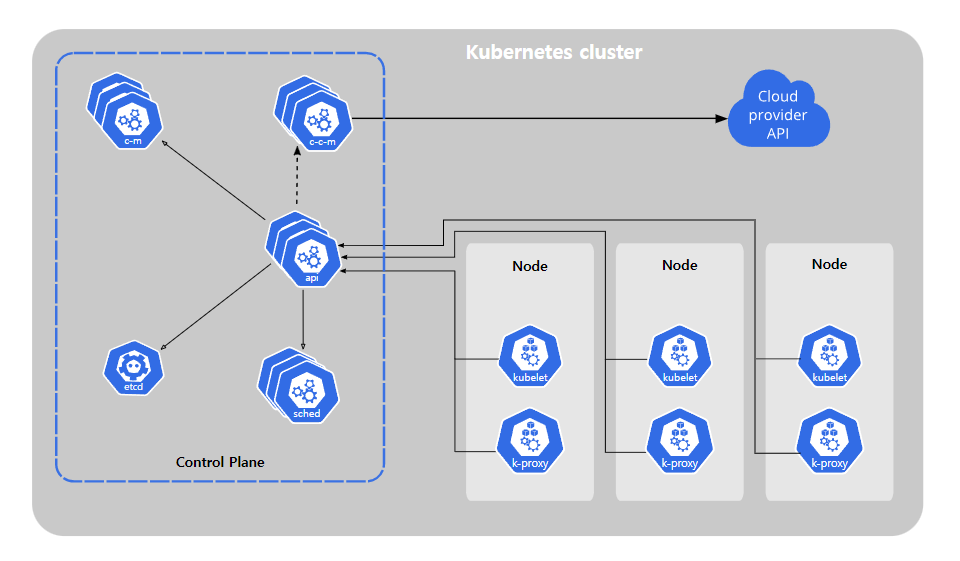 Kubernetes cluster
c-m
c-c-m
Cloud
provider
API
api
etcd
sched
Control Plane
Node
kubelet
k-proxy
Node
kubelet
k-proxy
Node
kubelet
k-proxy